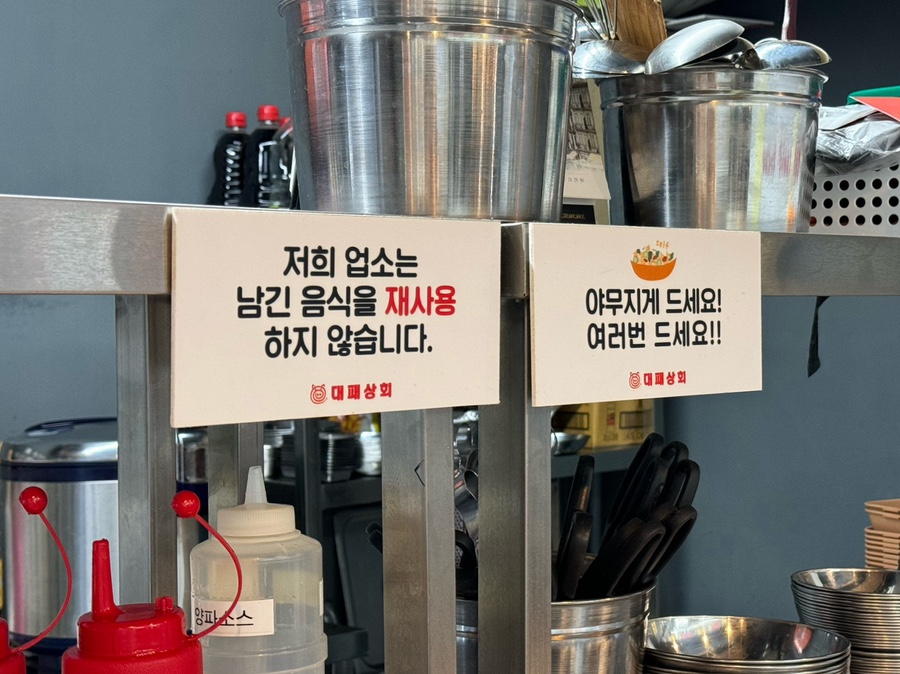 저희 업소는
남긴 음식을 재사용
하지 않습니다.
대패상회
야무지게 드세요!
여러번 드세요!!
대패상회
양파소스